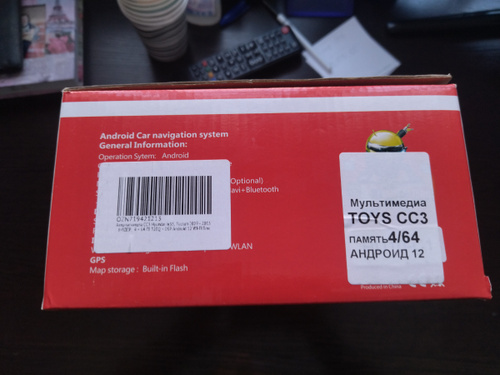 Android Car navigation system
General Information:
Operation Sytem: Android
Optional)
avi+Bluetooth
OZN719471213
WLAN
GPS
Map storage : Built-in Flash
Мультимедиа
TOYS CC3
ПАМЯТЬ4/64
АНДРОИД 12
Produced in China